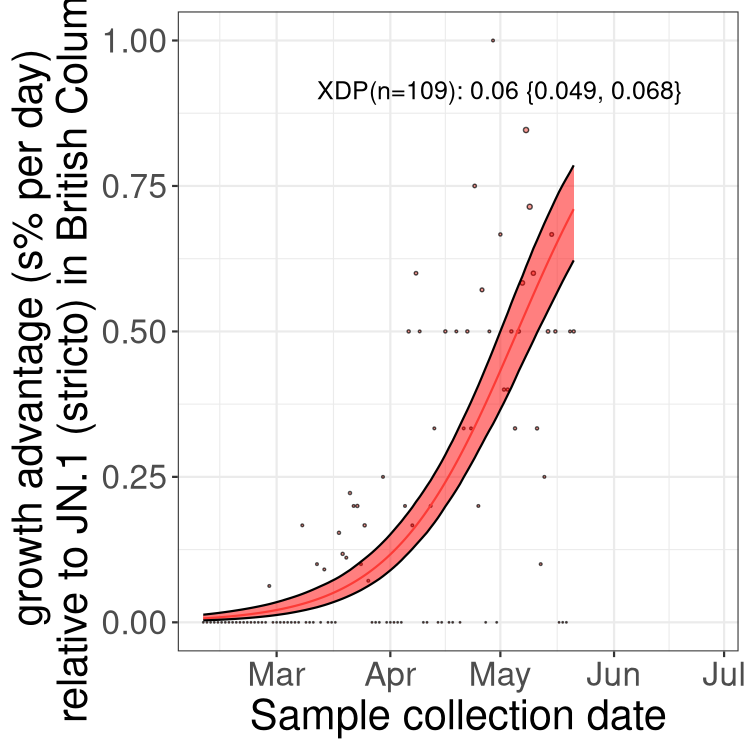 growth advantage (s% per day)
relative to JN.1 (stricto) in British Colum
1.00
0.75
0.50
0.25
0.00
XDP(n=109): 0.06 {0.049, 0.068}
Mar Apr May Jun Jul
Sample collection date